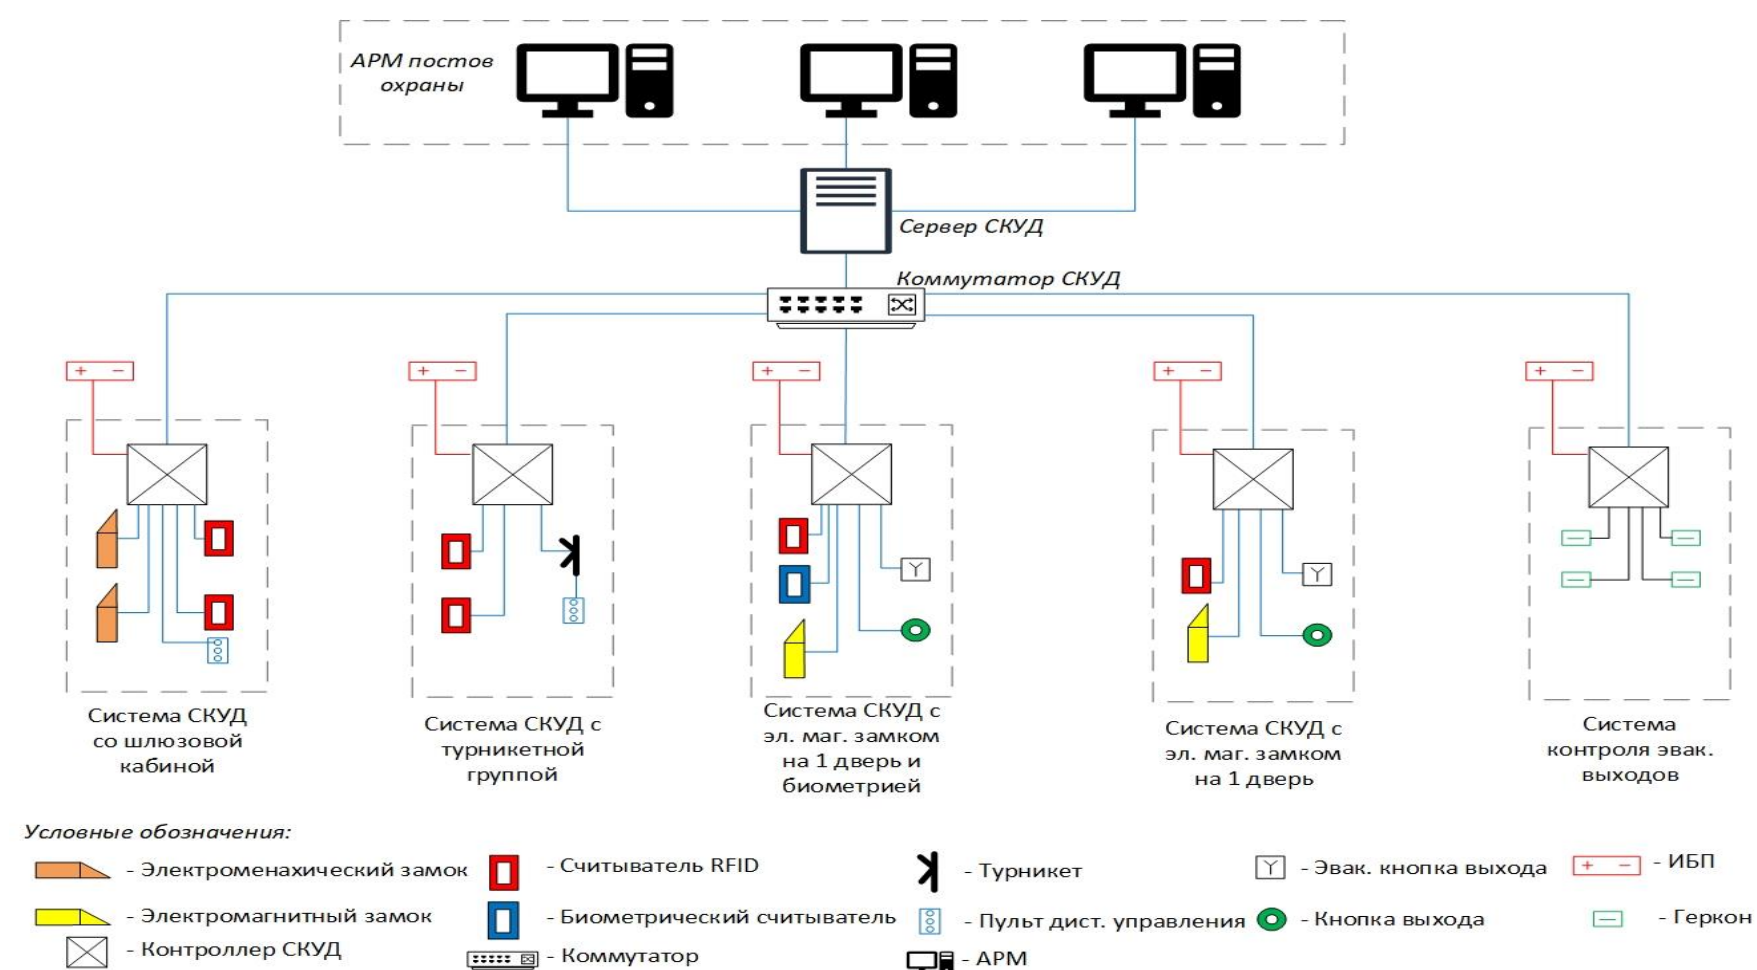 АРМ постов
охраны
Сервер СКУД
Коммутатор СКУД
+ −
+ −
+ −
+ −
+ −
Система СКУД
со шлюзовой
кабиной
Система СКУД с
турникетной
группой
Система СКУД с
эл. маг. замком
на 1 дверь и
биометрией
Система СКУД с
эл. маг. замком
на 1 дверь
Система
контроля эвак.
выходов
Условные обозначения:
- Электроменахический замок
- Считыватель RFID
- Турникет
- Эвак. кнопка выхода
+ −
- ИБП
- Электромагнитный замок
- Биометрический считыватель
- Пульт дист. управления
- Кнопка выхода
- Геркон
- Контроллер СКУД
- Коммутатор
- АРМ